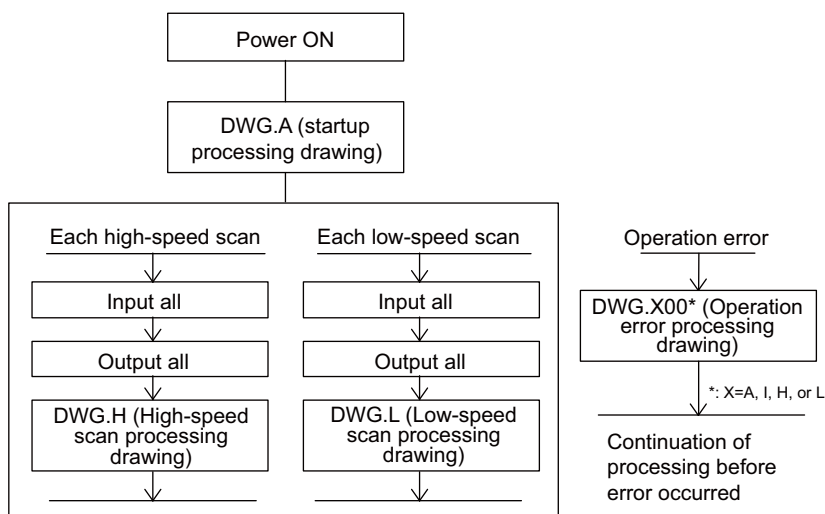 Power ON
DWG.A (startup
processing drawing)
Each high-speed scan
Input all
Output all
DWG.H (High-speed
scan processing
drawing)
Each low-speed scan
Input all
Output all
DWG.L (Low-speed
scan processing
drawing)
Operation error
DWG.X00* (Operation
error processing
drawing)
*: X=A, I, H, or L
Continuation of
processing before
error occurred